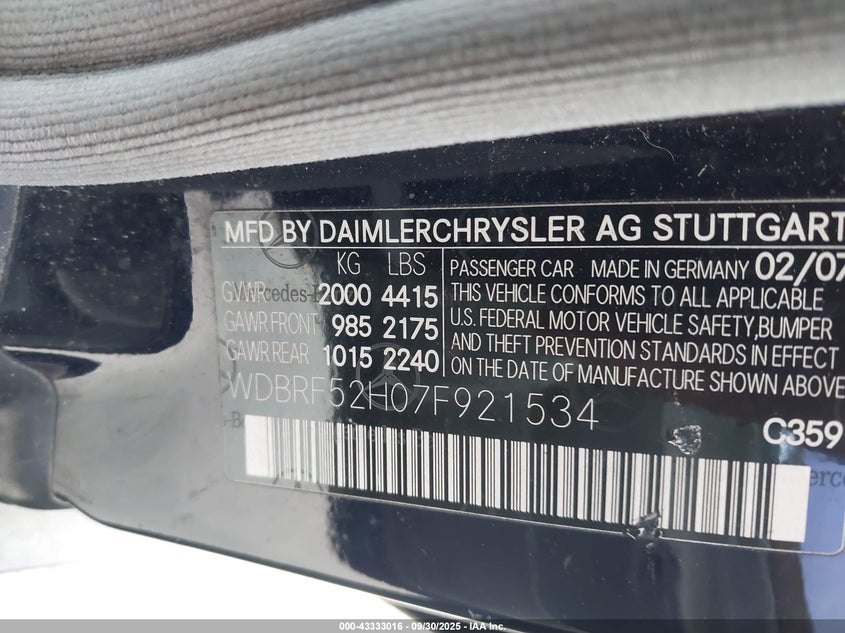 MFD BY DAIMLERCHRYSLER AG STUTTGART
KG LBS
GVWR 2000 4415
GAWR FRONT 985 2175
GAWR REAR 1015 2240
PASSENGER CAR MADE IN GERMANY 02/07
THIS VEHICLE CONFORMS TO ALL APPLICABLE
U.S. FEDERAL MOTOR VEHICLE SAFETY,BUMPER
AND THEFT PREVENTION STANDARDS IN EFFECT
ON THE DATE OF MANUFACTURE SHOWN ABOVE
WDBRF52H07F921534
C359
000-43333016 - 09/30/2025 - IAA Inc.